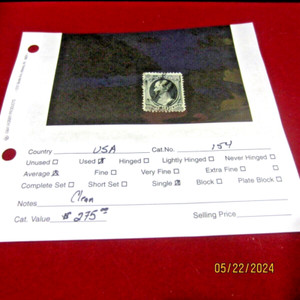 Country USA Cat.No. 154
Unused ☐ Used ☑ Hinged ☐ Lightly Hinged ☐ Never Hinged ☐
Average ☑ Fine ☐ Very Fine ☐ Extra Fine ☐
Complete Set ☐ Short Set ☐ Single ☑ Block ☐ Plate Block ☐
Notes Clean
Cat. Value $275.00 Selling Price
05/22/2024